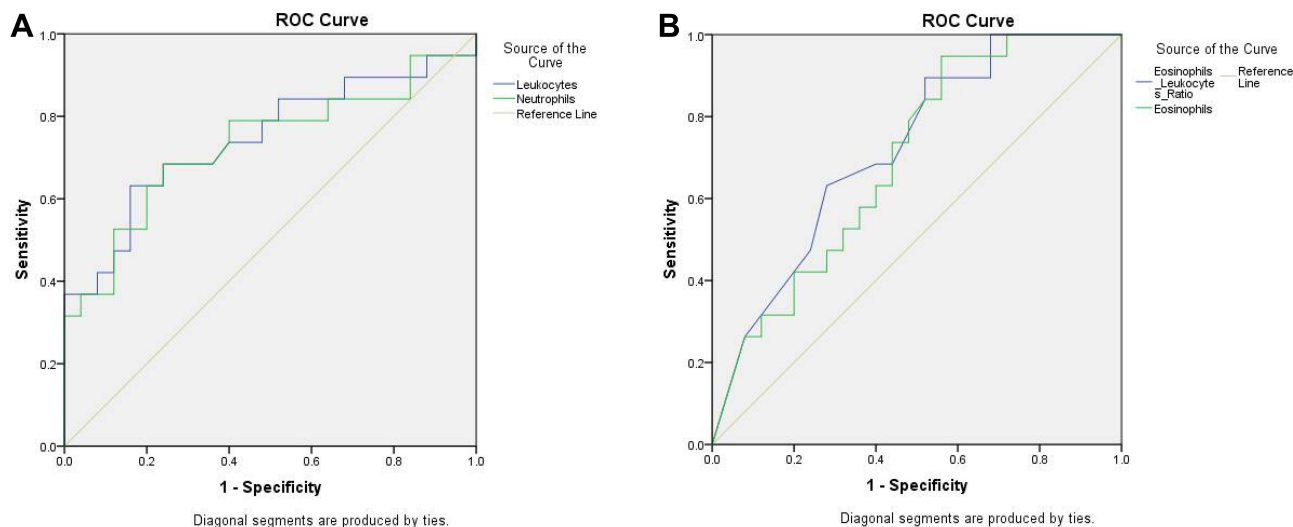 A
ROC Curve
1.0
0.8
0.6
0.4
0.2
0.0
Sensitivity
0.0 0.2 0.4 0.6 0.8 1.0
1 - Specificity
Source of the
Curve
Leukocytes
Neutrophils
Reference Line
Diagonal segments are produced by ties.
B
ROC Curve
1.0
0.8
0.6
0.4
0.2
0.0
Sensitivity
0.0 0.2 0.4 0.6 0.8 1.0
1 - Specificity
Source of the Curve
Eosinophils
_Leukocyte
s_Ratio
Eosinophils
Reference
Line
Diagonal segments are produced by ties.